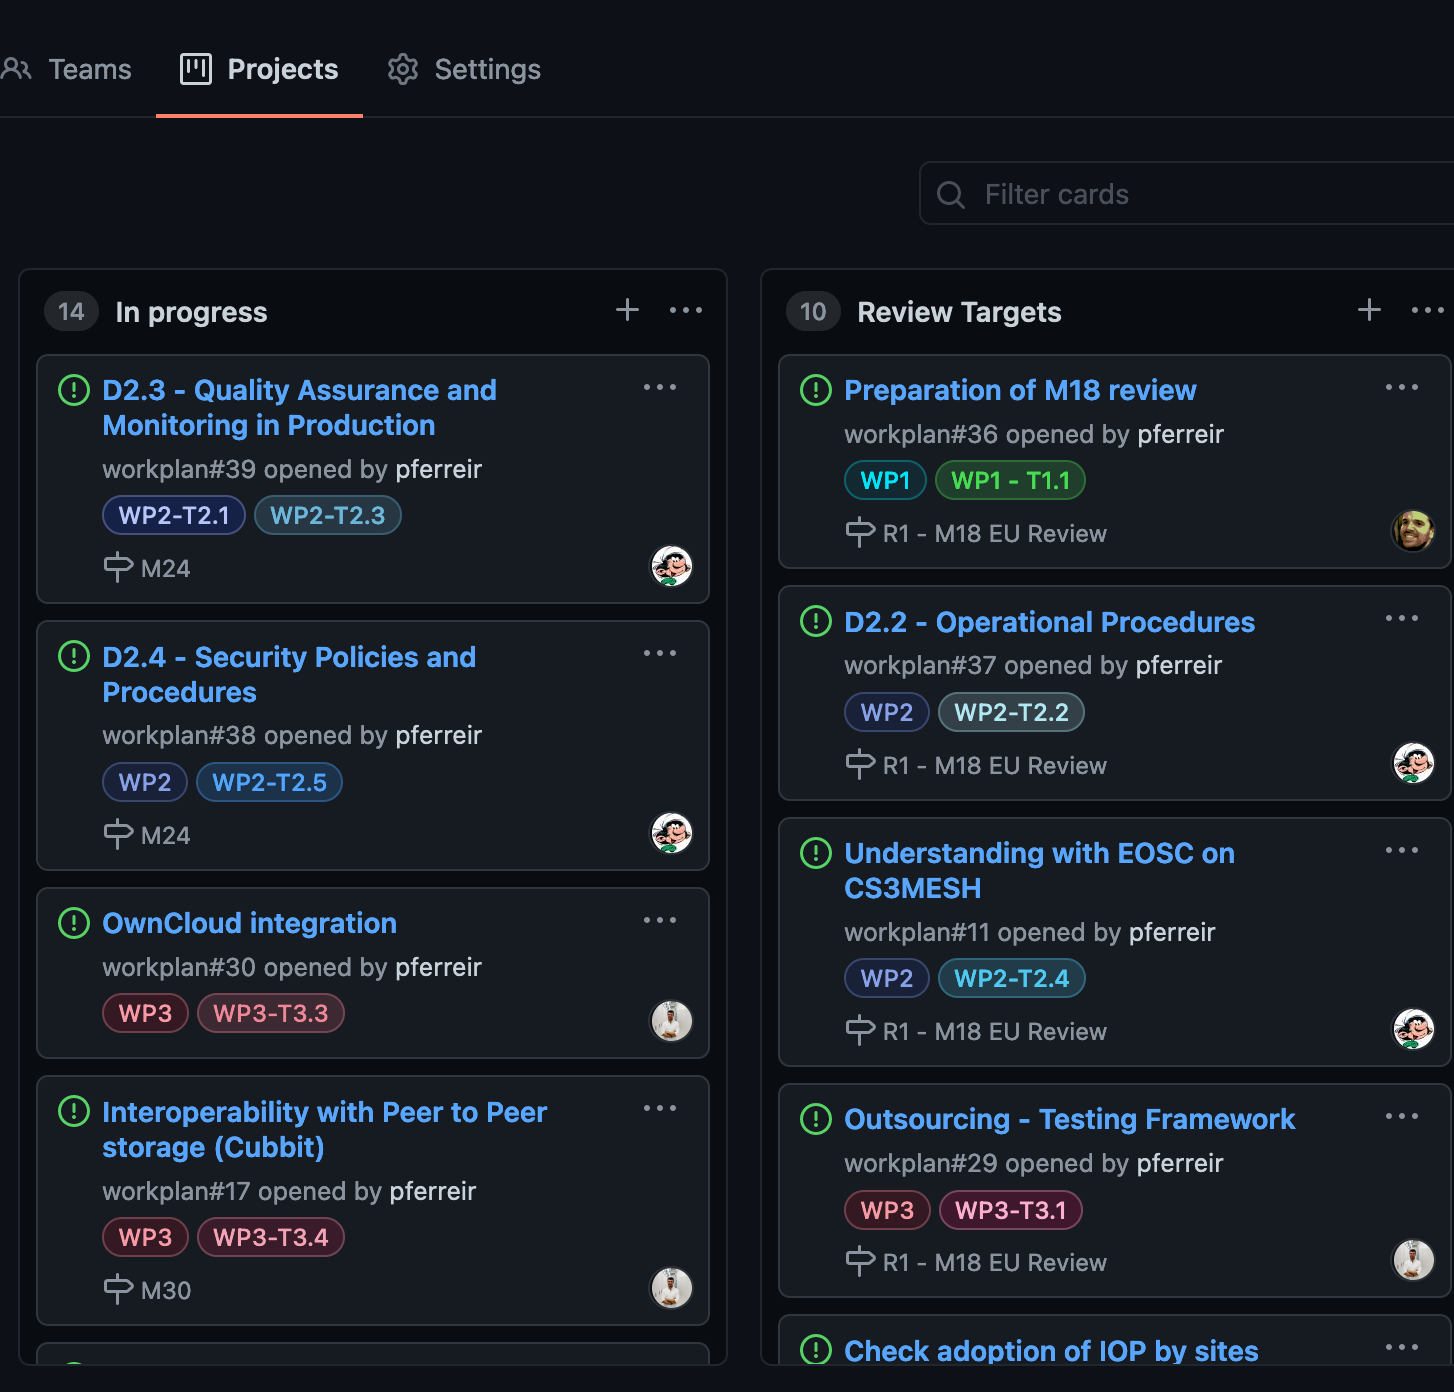 Teams
Projects
Settings
Filter cards
14 In progress
D2.3 - Quality Assurance and
Monitoring in Production
workplan#39 opened by pferreir
WP2-T2.1 WP2-T2.3
M24
D2.4 - Security Policies and
Procedures
workplan#38 opened by pferreir
WP2 WP2-T2.5
M24
OwnCloud integration
workplan#30 opened by pferreir
WP3 WP3-T3.3
Interoperability with Peer to Peer
storage (Cubbit)
workplan#17 opened by pferreir
WP3 WP3-T3.4
M30
10 Review Targets
Preparation of M18 review
workplan#36 opened by pferreir
WP1 WP1 - T1.1
R1 - M18 EU Review
D2.2 - Operational Procedures
workplan#37 opened by pferreir
WP2 WP2-T2.2
R1 - M18 EU Review
Understanding with EOSC on
CS3MESH
workplan#11 opened by pferreir
WP2 WP2-T2.4
R1 - M18 EU Review
Outsourcing - Testing Framework
workplan#29 opened by pferreir
WP3 WP3-T3.1
R1 - M18 EU Review
Check adoption of IOP by sites